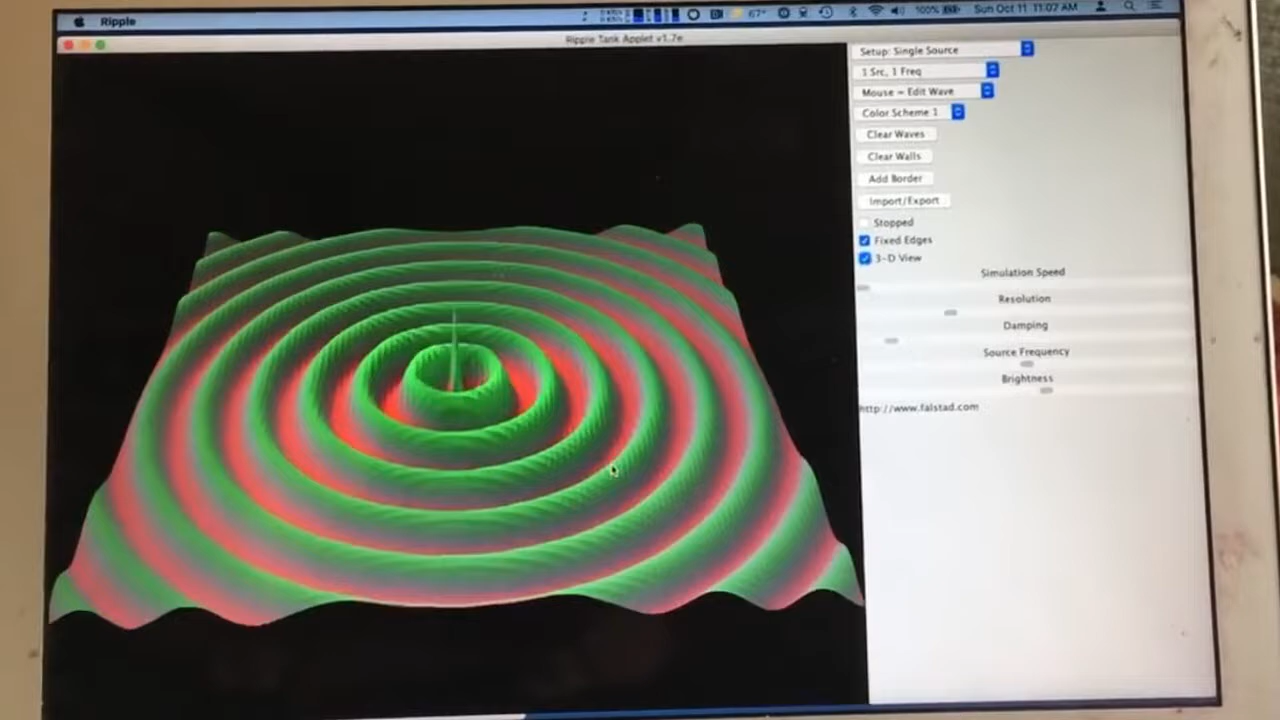 Ripple
67°
100%
Sun Oct 11 11:07 AM
Ripple Tank Applet v1.7e
Setup: Single Source
1 Src, 1 Freq
Mouse = Edit Wave
Color Scheme 1
Clear Waves
Clear Walls
Add Border
Import/Export
Stopped
Fixed Edges
3-D View
Simulation Speed
Resolution
Damping
Source Frequency
Brightness
http://www.falstad.com